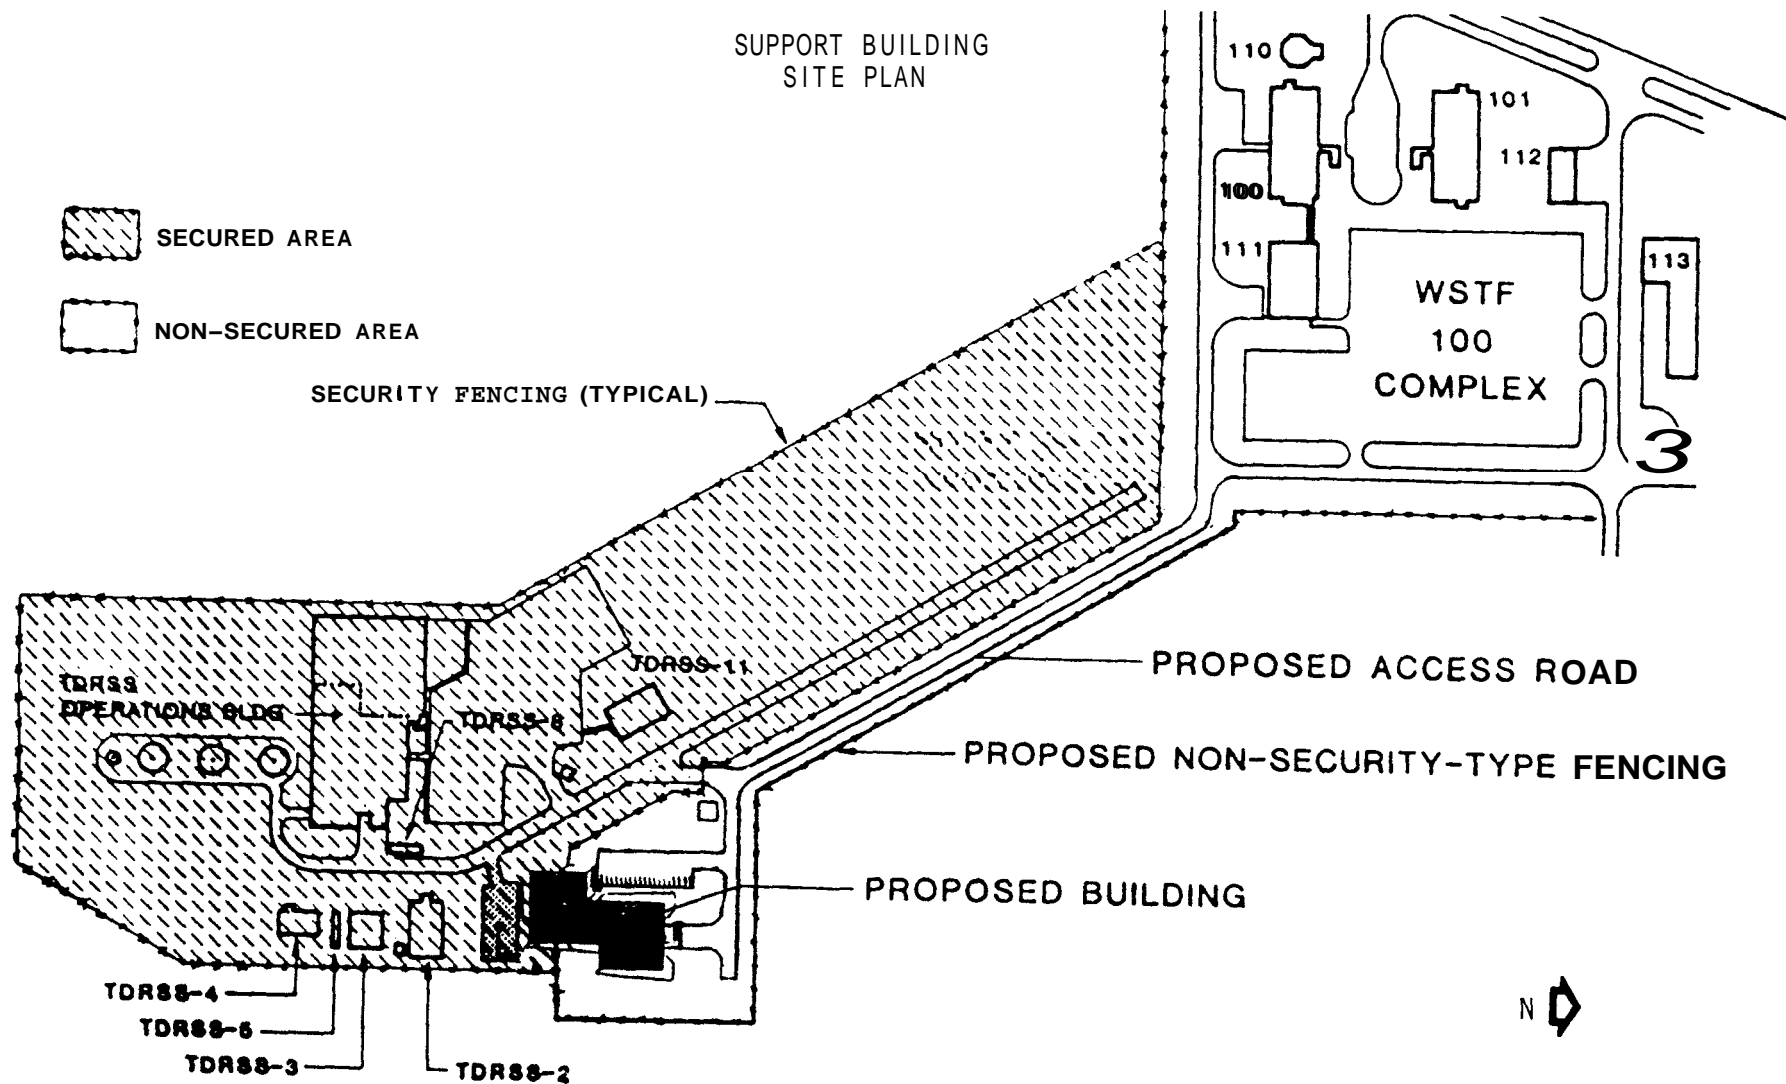 SUPPORT BUILDING
SITE PLAN
110
101
112
100
111
113
SECURED AREA
NON-SECURED AREA
WSTF
100
COMPLEX
SECURITY FENCING (TYPICAL)
3
TDRSS-11
PROPOSED ACCESS ROAD
TDRSS
OPERATIONS BLDG
TDRSS-8
PROPOSED NON-SECURITY-TYPE FENCING
PROPOSED BUILDING
TDRSS-4
TDRSS-5
TDRSS-3
TDRSS-2
N